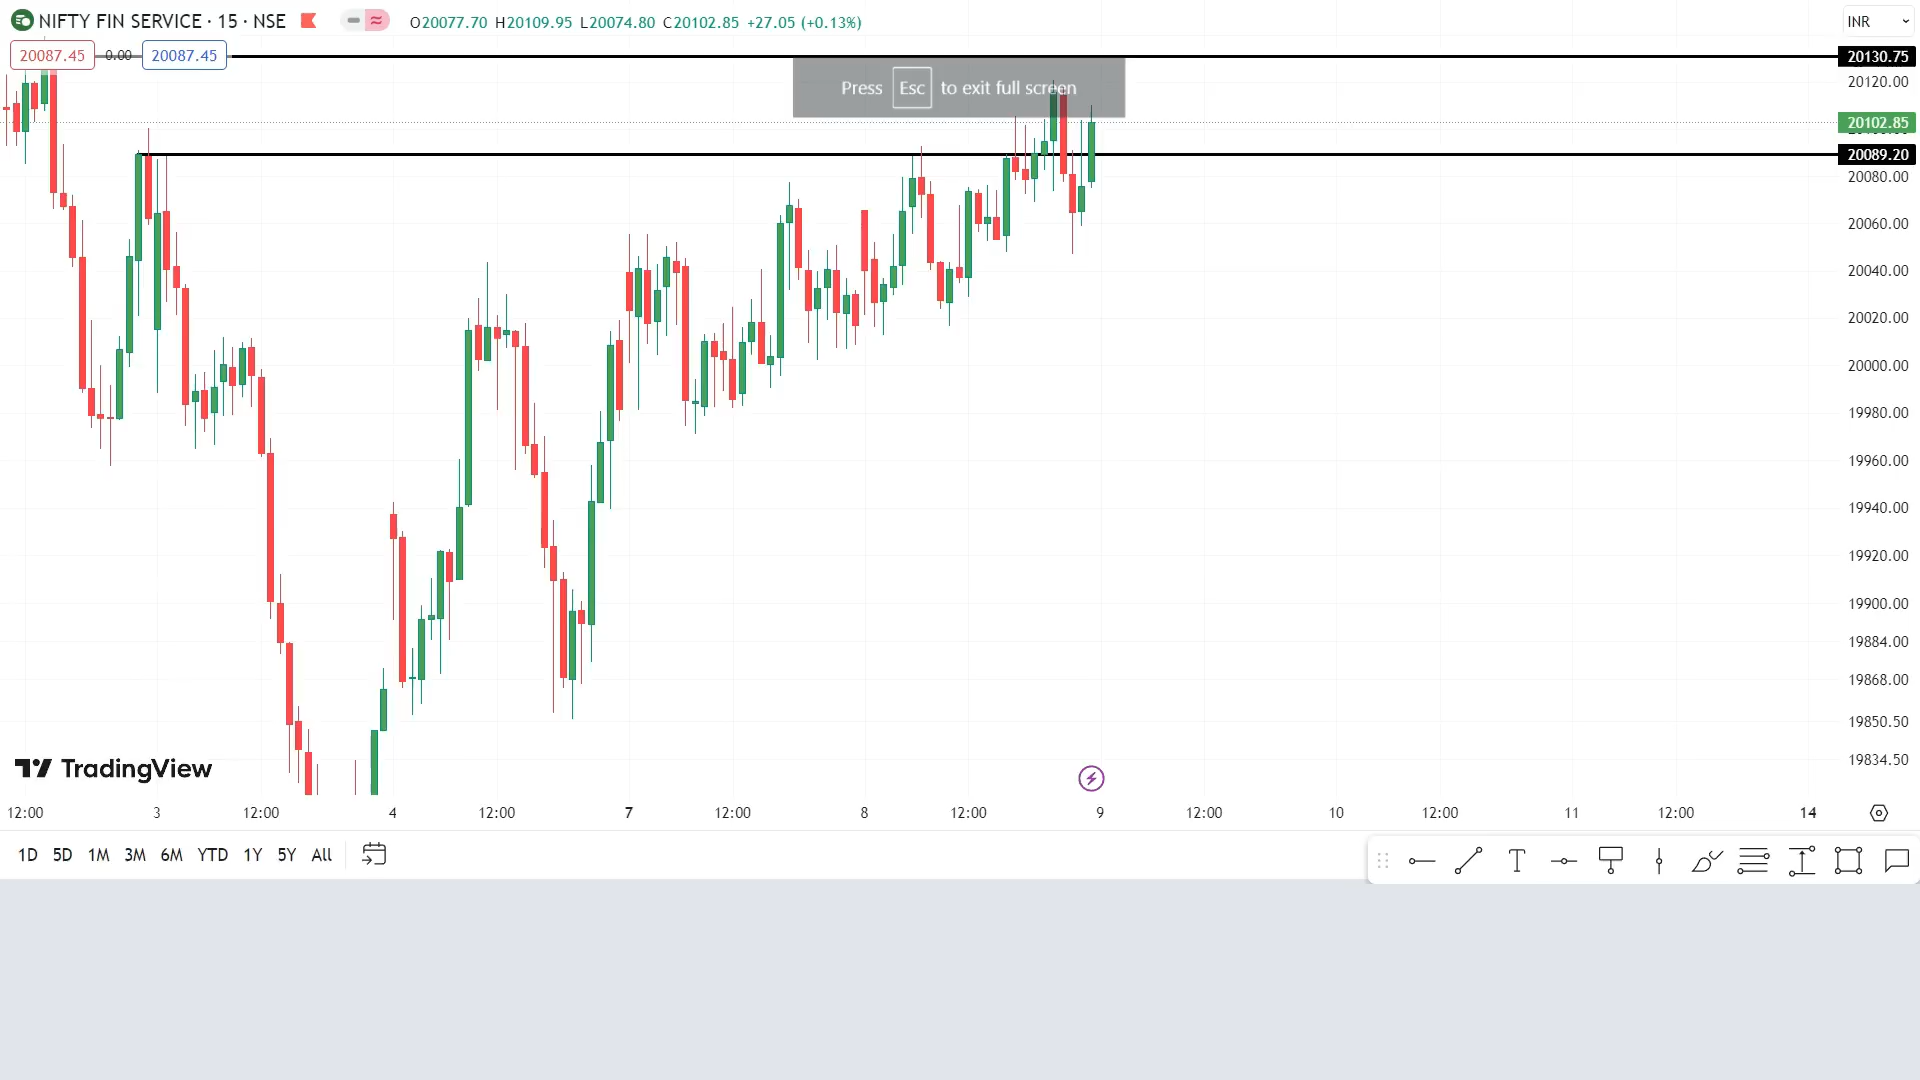 NIFTY FIN SERVICE · 15 · NSE O20077.70 H20109.95 L20074.80 C20102.85 +27.05 (+0.13%) INR
20087.45 0.00 20087.45 20130.75
Press Esc to exit full screen
20120.00
20102.85
20089.20
20080.00
20060.00
20040.00
20020.00
20000.00
19980.00
19960.00
19940.00
19920.00
19900.00
19884.00
19868.00
19850.50
19834.50
TradingView
12:00 3 12:00 4 12:00 7 12:00 8 12:00 9 12:00 10 12:00 11 12:00 14
1D 5D 1M 3M 6M YTD 1Y 5Y All